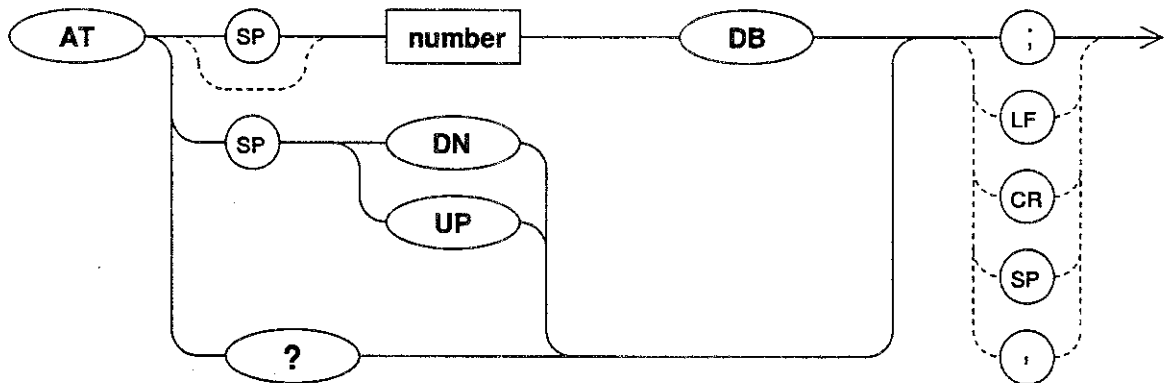 AT SP number DB ;
LF
SP DN
CR
UP
SP
? ,